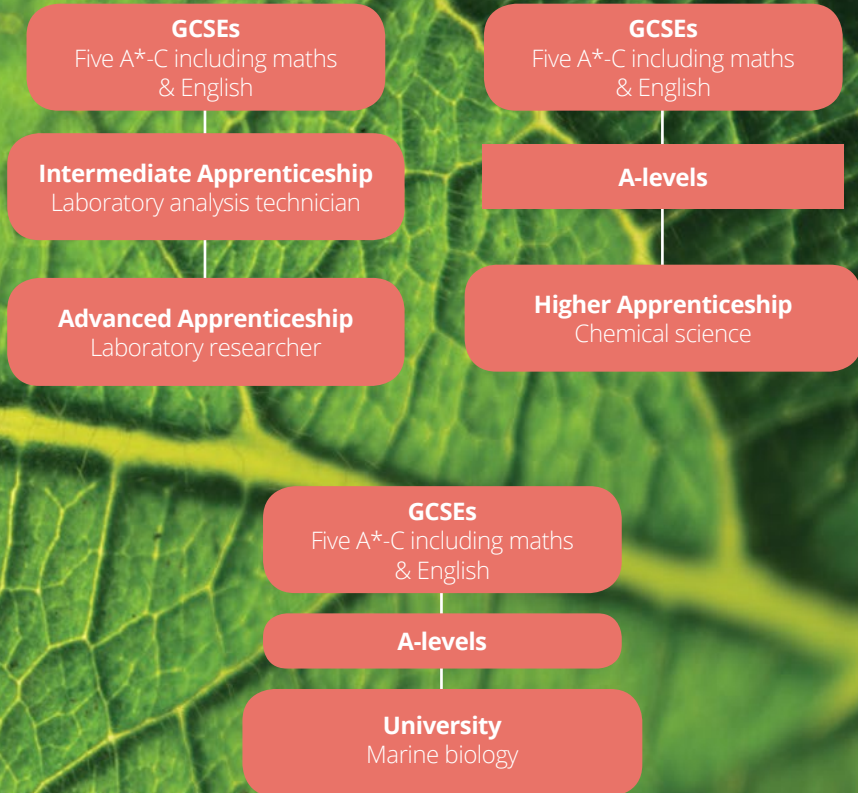 GCSEs
Five A*-C including maths
& English
Intermediate Apprenticeship
Laboratory analysis technician
Advanced Apprenticeship
Laboratory researcher
GCSEs
Five A*-C including maths
& English
A-levels
Higher Apprenticeship
Chemical science
GCSEs
Five A*-C including maths
& English
A-levels
University
Marine biology